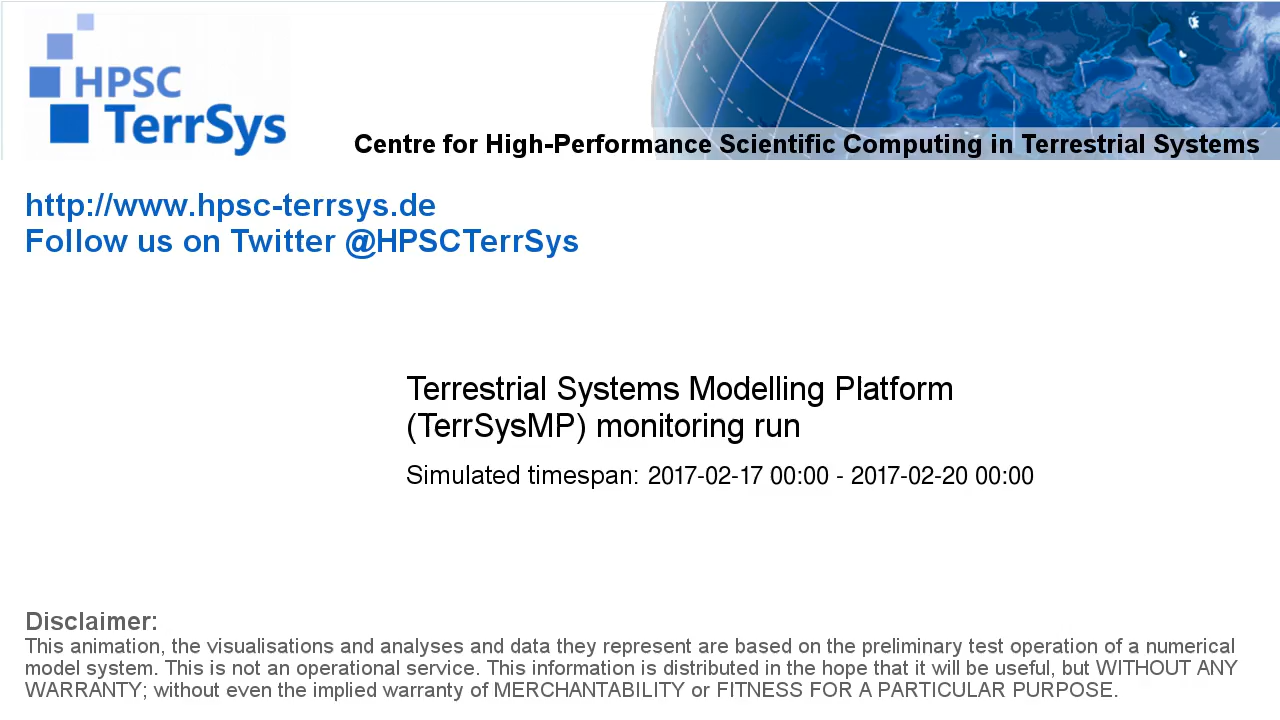 HPSC
TerrSys
Centre for High-Performance Scientific Computing in Terrestrial Systems
http://www.hpsc-terrsys.de
Follow us on Twitter @HPSCTerrSys
Terrestrial Systems Modelling Platform
(TerrSysMP) monitoring run
Simulated timespan: 2017-02-17 00:00 - 2017-02-20 00:00
Disclaimer:
This animation, the visualisations and analyses and data they represent are based on the preliminary test operation of a numerical
model system. This is not an operational service. This information is distributed in the hope that it will be useful, but WITHOUT ANY
WARRANTY; without even the implied warranty of MERCHANTABILITY or FITNESS FOR A PARTICULAR PURPOSE.